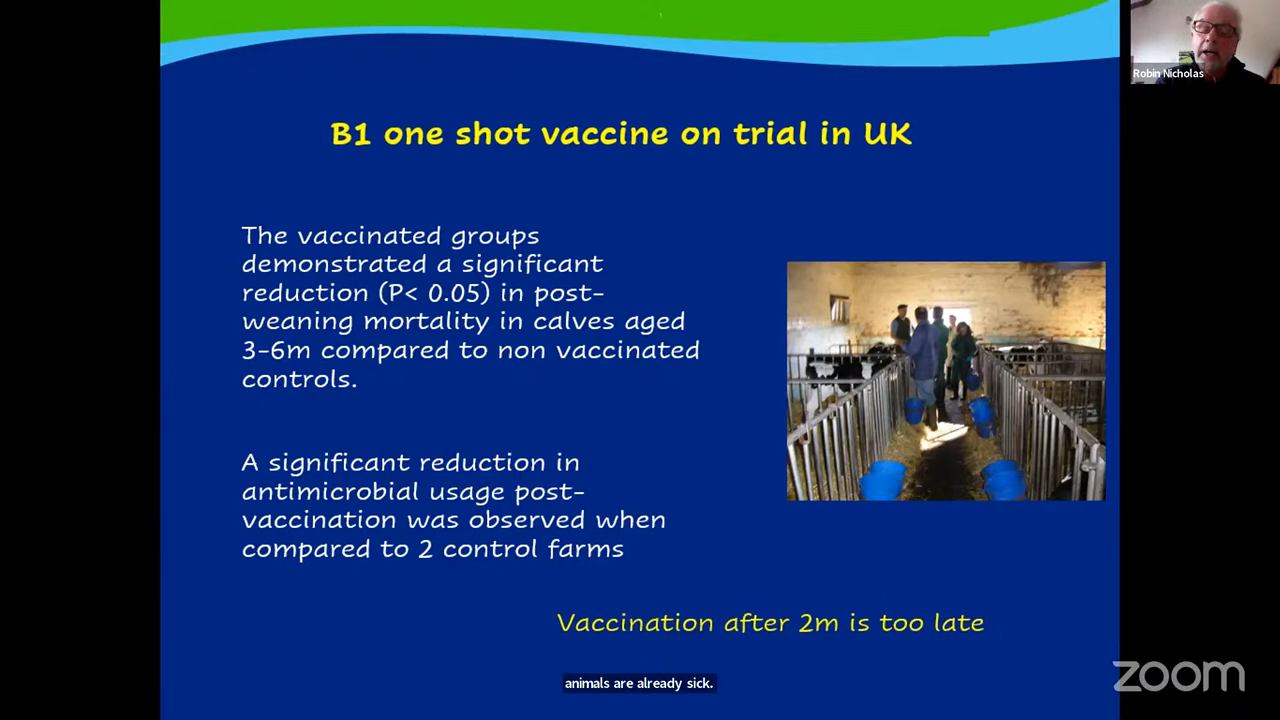 Robin Nicholas
B1 one shot vaccine on trial in UK
The vaccinated groups
demonstrated a significant
reduction (P< 0.05) in post-
weaning mortality in calves aged
3-6m compared to non vaccinated
controls.
A significant reduction in
antimicrobial usage post-
vaccination was observed when
compared to 2 control farms
Vaccination after 2m is too late
animals are already sick.
zoom